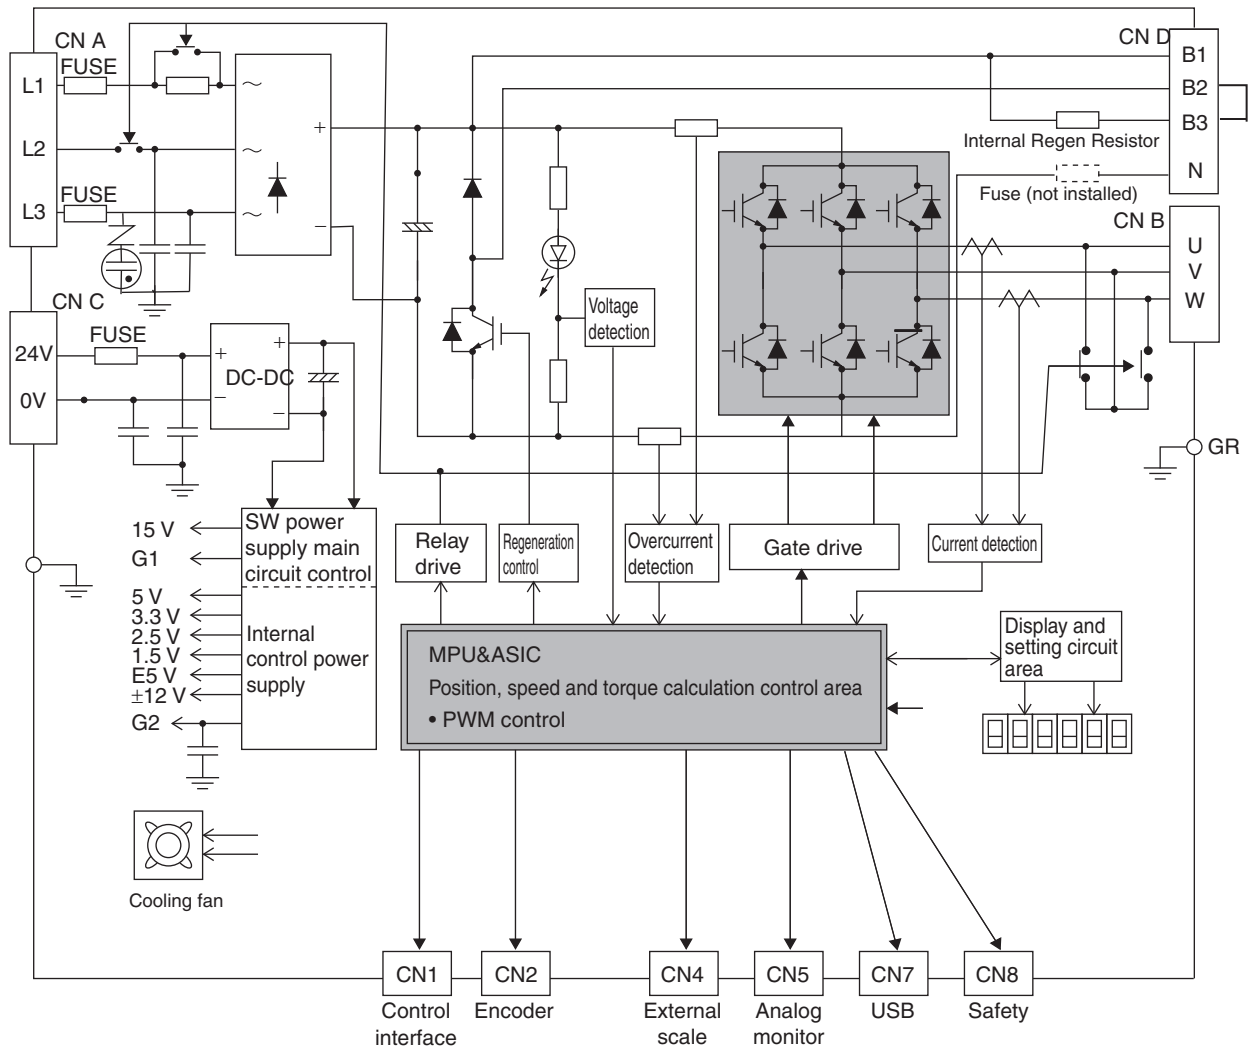 CN A
FUSE
L1
L2
FUSE
L3
CN D
B1
B2
B3
Internal Regen Resistor
N
Fuse (not installed)
CN B
U
V
W
CN C
FUSE
24V
0V
+
−
+
−
DC-DC
+
−
Voltage
detection
GR
15 V
G1
5 V
3.3 V
2.5 V
1.5 V
E5 V
±12 V
G2
SW power
supply main
circuit control
Internal
control power
supply
Relay
drive
Regeneration
control
Overcurrent
detection
Gate drive
Current detection
MPU&ASIC
Position, speed and torque calculation control area
• PWM control
Display and
setting circuit
area
Cooling fan
CN1
CN2
CN4
CN5
CN7
CN8
Control
interface
Encoder
External
scale
Analog
monitor
USB
Safety